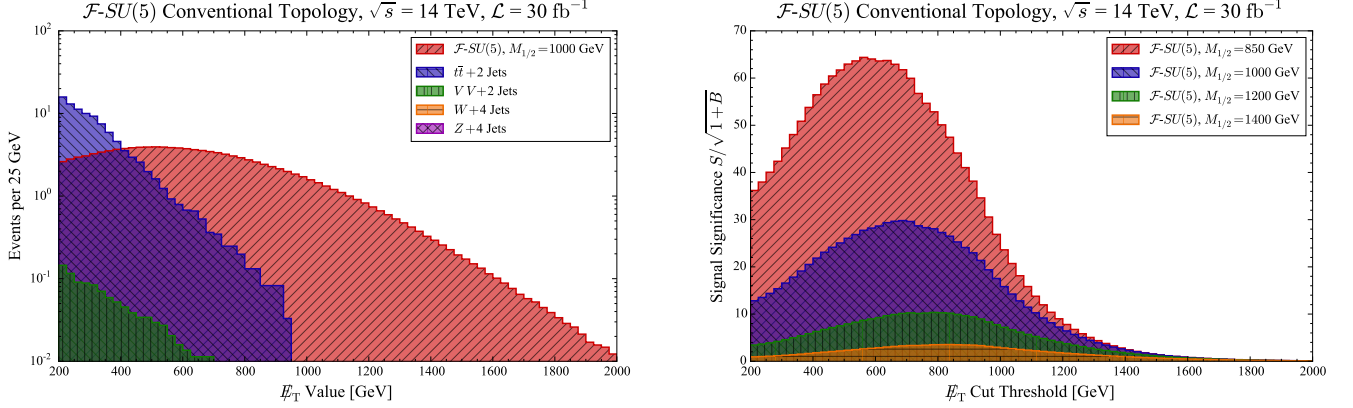 𝓕-SU(5) Conventional Topology, √s = 14 TeV, 𝓛 = 30 fb⁻¹
Events per 25 GeV
10²
10¹
10⁰
10⁻¹
10⁻²
𝓕-SU(5), M₁/₂=1000 GeV
tt̄+2 Jets
VV+2 Jets
W+4 Jets
Z+4 Jets
200 400 600 800 1000 1200 1400 1600 1800 2000
E̸_T Value [GeV]
𝓕-SU(5) Conventional Topology, √s = 14 TeV, 𝓛 = 30 fb⁻¹
Signal Significance S/√1+B
70
60
50
40
30
20
10
0
𝓕-SU(5), M₁/₂=850 GeV
𝓕-SU(5), M₁/₂=1000 GeV
𝓕-SU(5), M₁/₂=1200 GeV
𝓕-SU(5), M₁/₂=1400 GeV
200 400 600 800 1000 1200 1400 1600 1800 2000
E̸_T Cut Threshold [GeV]